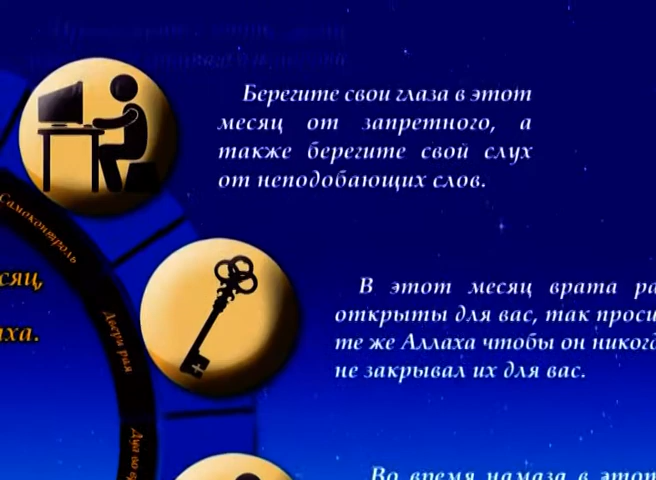 Берегите свои глаза в этот
месяц от запретного, а
также берегите свой слух
от неподобающих слов.
Самоконтроль
В этот месяц врата ра
открыты для вас, так проси
те же Аллаха чтобы он никогд
не закрывал их для вас.
Двери рая
сяц,
ха.
Во время намаза в этот